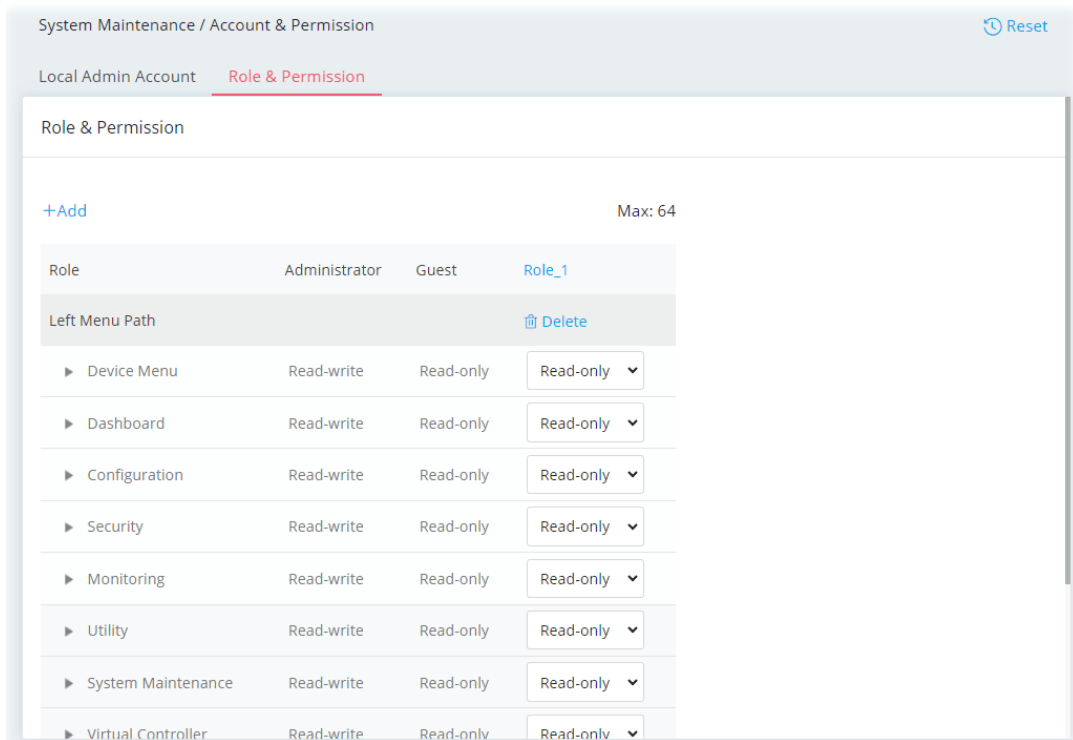 System Maintenance / Account & Permission Reset
Local Admin Account Role & Permission
Role & Permission
+Add Max: 64
Role Administrator Guest Role_1
Left Menu Path Delete
Device Menu Read-write Read-only Read-only
Dashboard Read-write Read-only Read-only
Configuration Read-write Read-only Read-only
Security Read-write Read-only Read-only
Monitoring Read-write Read-only Read-only
Utility Read-write Read-only Read-only
System Maintenance Read-write Read-only Read-only
Virtual Controller Read-write Read-only Read-only